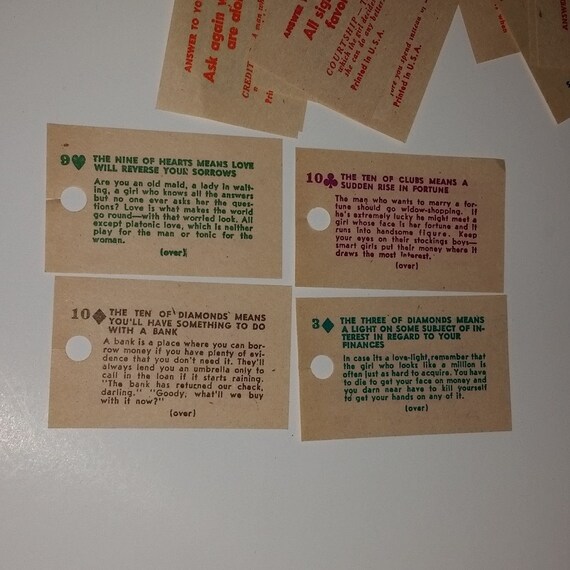 ANSWER TO YO
Ask again
are alo
CREDIT
ANSWER
All sig
favor
COURTSHIP
which the girl decide
she can do any better.
Printed in U.S.A.
Printed in U.S.A.
9♥ THE NINE OF HEARTS MEANS LOVE
WILL REVERSE YOUR SORROWS
Are you an old maid, a lady in wait-
ing, a girl who knows all the answers
but no one ever asks her the ques-
tions? Love is what makes the world
go round—with that worried look. All
except platonic love, which is neither
play for the man or tonic for the
woman.
(over)
10♣ THE TEN OF CLUBS MEANS A
SUDDEN RISE IN FORTUNE
The man who wants to marry a for-
tune should go widow-shopping. If
he's extremely lucky he might meet a
girl whose face is her fortune and it
runs into handsome figure. Keep
your eyes on their stockings boys—
smart girls put their money where it
draws the most interest.
(over)
10♦ THE TEN OF DIAMONDS MEANS
YOU'LL HAVE SOMETHING TO DO
WITH A BANK
A bank is a place where you can bor-
row money if you have plenty of evi-
dence that you don't need it. They'll
always lend you an umbrella only to
call in the loan if it starts raining.
"The bank has returned our check,
darling." "Goody, what'll we buy
with it now?"
(over)
3♦ THE THREE OF DIAMONDS MEANS
A LIGHT ON SOME SUBJECT OF IN-
TEREST IN REGARD TO YOUR
FINANCES
In case its a love-light, remember that
the girl who looks like a million is
often just as hard to acquire. You have
to die to get your face on money and
you darn near have to kill yourself
to get your hands on any of it.
(over)